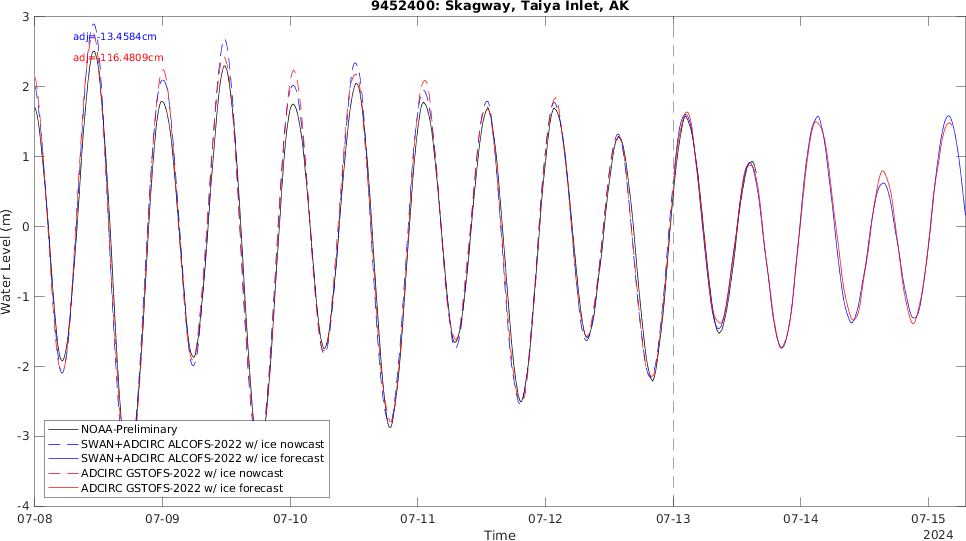 9452400: Skagway, Taiya Inlet, AK
3
adj=-13.4584cm
adj=-116.4809cm
2
1
0
-1
-2
-3
-4
Water Level (m)
NOAA-Preliminary
SWAN+ADCIRC ALCOFS-2022 w/ ice nowcast
SWAN+ADCIRC ALCOFS-2022 w/ ice forecast
ADCIRC GSTOFS-2022 w/ ice nowcast
ADCIRC GSTOFS-2022 w/ ice forecast
07-08 07-09 07-10 07-11 07-12 07-13 07-14 07-15
Time
2024